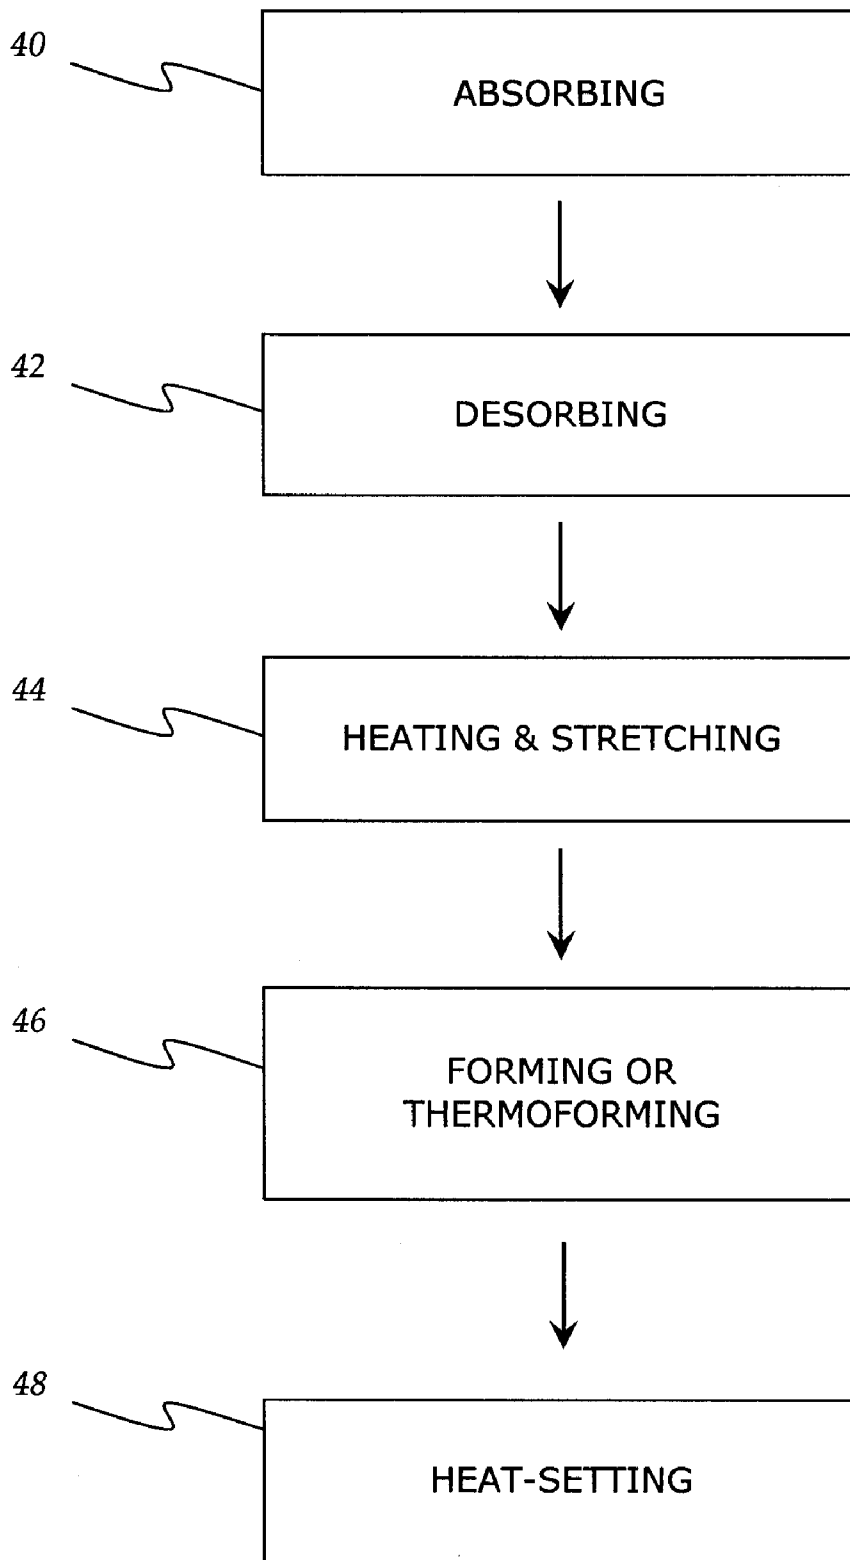 40
ABSORBING
42
DESORBING
44
HEATING & STRETCHING
46
FORMING OR
THERMOFORMING
48
HEAT-SETTING